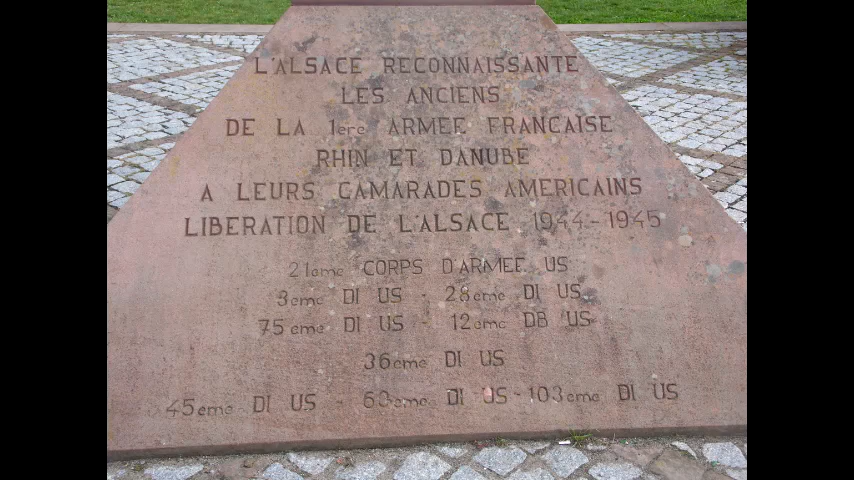 L'ALSACE RECONNAISSANTE
LES ANCIENS
DE LA 1ere ARMEE FRANCAISE
RHIN ET DANUBE
A LEURS CAMARADES AMERICAINS
LIBERATION DE L'ALSACE 1944-1945
21eme CORPS D'ARMEE US
3eme DI US - 28eme DI US
75eme DI US - 12eme DB US
36eme DI US
45eme DI US - 63eme DI US - 103eme DI US